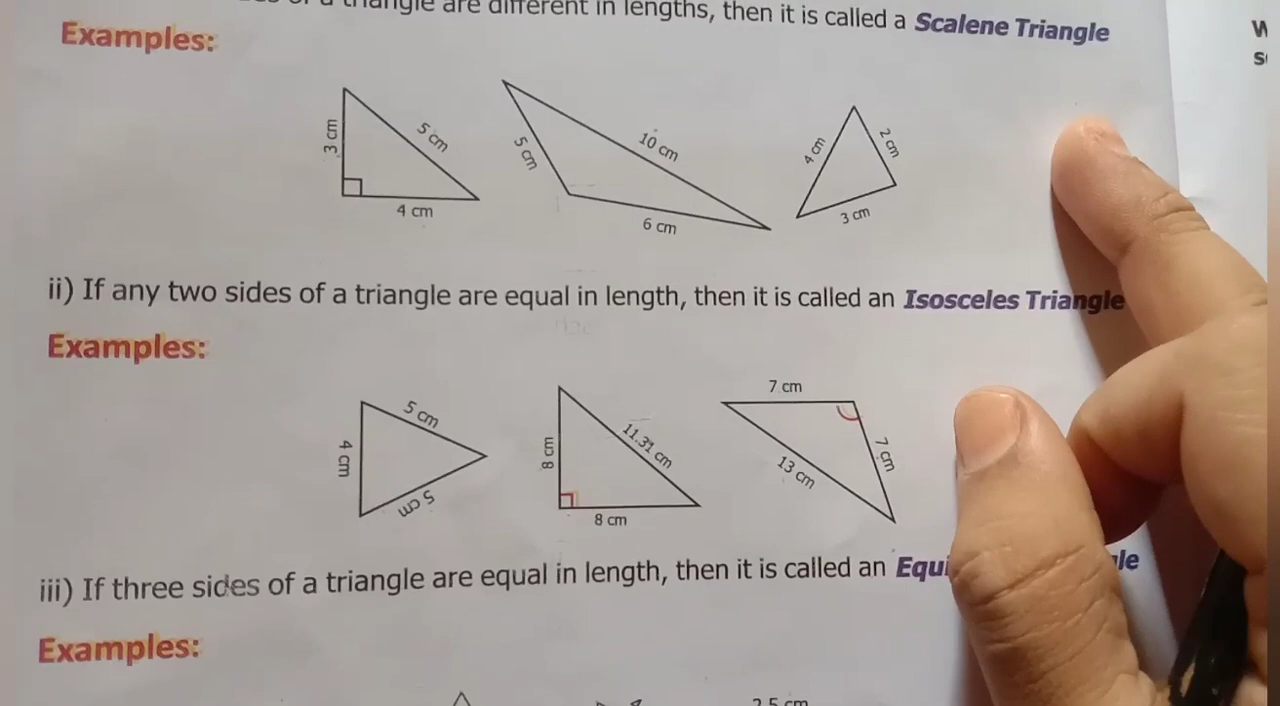 a triangle are different in lengths, then it is called a Scalene Triangle
Examples:
3 cm
5 cm
4 cm
5 cm
10 cm
6 cm
4 cm
2 cm
3 cm
ii) If any two sides of a triangle are equal in length, then it is called an Isosceles Triangle
Examples:
4 cm
5 cm
5 cm
8 cm
11.31 cm
8 cm
7 cm
7 cm
13 cm
iii) If three sides of a triangle are equal in length, then it is called an
Examples:
2.5 cm